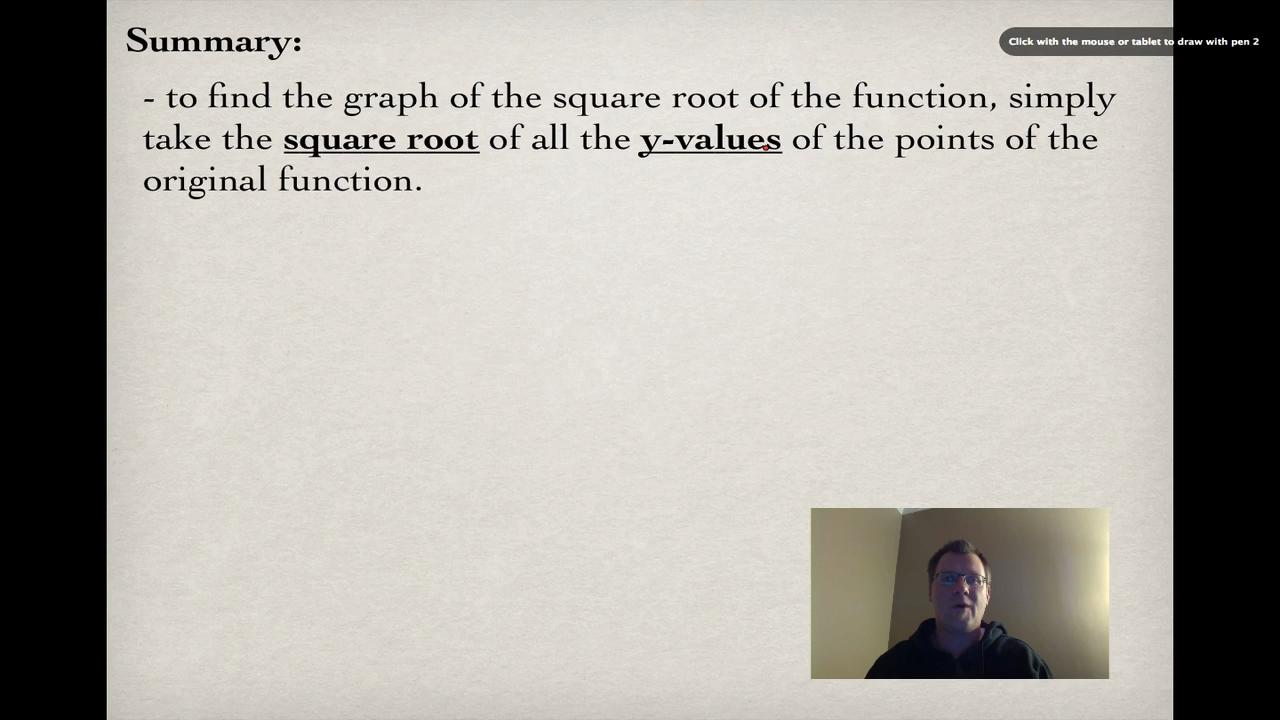 Summary:
Click with the mouse or tablet to draw with pen 2
- to find the graph of the square root of the function, simply
take the square root of all the y-values of the points of the
original function.